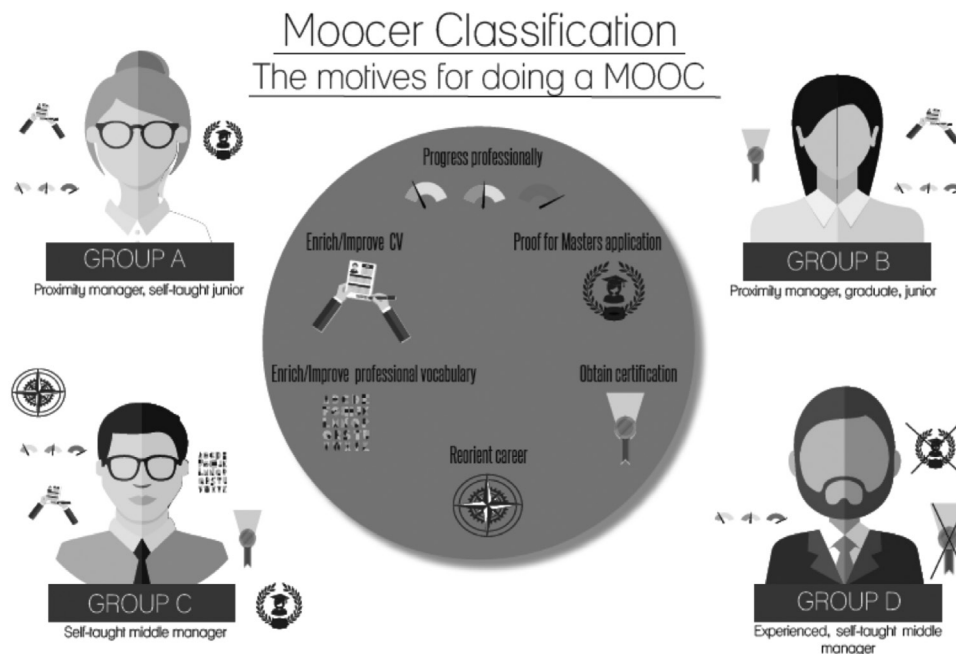 Moocer Classification
The motives for doing a MOOC
Progress professionally
Enrich/Improve CV
Proof for Masters application
GROUP A
Proximity manager, self-taught junior
GROUP B
Proximity manager, graduate, junior
Enrich/Improve professional vocabulary
Obtain certification
Reorient career
GROUP C
Self-taught middle manager
GROUP D
Experienced, self-taught middle
manager